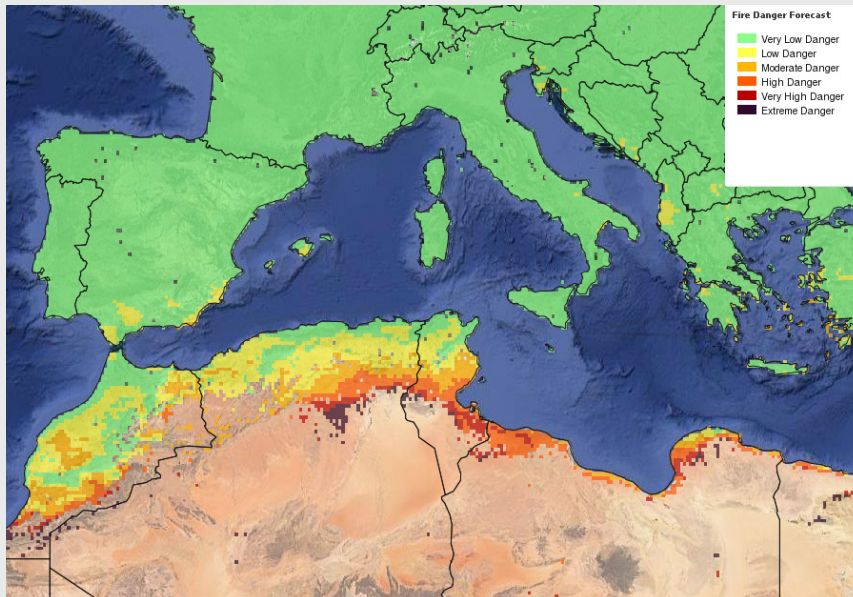 Fire Danger Forecast
Very Low Danger
Low Danger
Moderate Danger
High Danger
Very High Danger
Extreme Danger